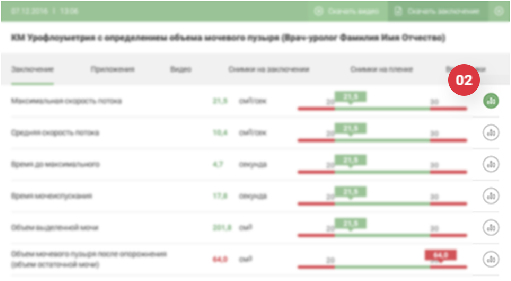 07.12.2018 | 13:06 Скачать видео Скачать заключение
КМ Урофлоуметрия с определением объема мочевого пузыря (Врач-уролог Фамилия Имя Отчество)
Заключение Приложения Видео Снимки на заключении Снимки на пленке
02
Максимальная скорость потока 21,5 см³/сек 20 21,5 30
Средняя скорость потока 10,4 см³/сек 20 21,5 30
Время до максимального 4,7 секунда 20 21,5 30
Время мочеиспускания 17,8 секунда 20 21,5 30
Объем выделенной мочи 201,8 см³ 20 21,5 30
Объем мочевого пузыря после опорожнения
(объем остаточной мочи) 64,0 см³ 20 64,0